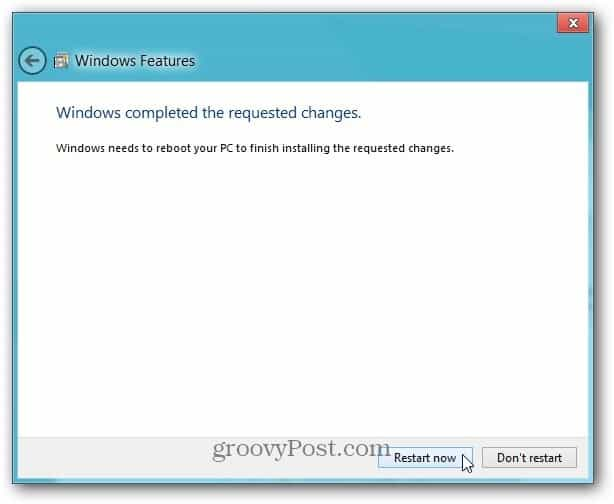 Windows Features
Windows completed the requested changes.
Windows needs to reboot your PC to finish installing the requested changes.
groovyPost.com
Restart now
Don't restart